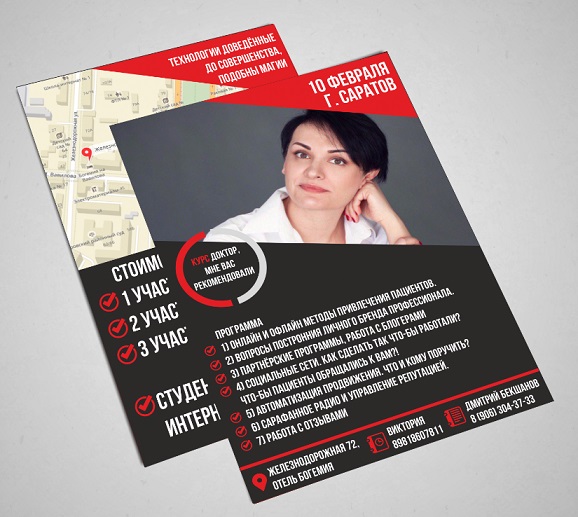 ТЕХНОЛОГИИ ДОВЕДЁННЫЕ
ДО СОВЕРШЕНСТВА,
ПОДОБНЫ МАГИИ
10 ФЕВРАЛЯ
Г. САРАТОВ
Железнодорожная ул.
СТОИМ
1 УЧАС
2 УЧАС
3 УЧАС
СТУДЕН
ИНТЕРН
КУРС ДОКТОР,
МНЕ ВАС
РЕКОМЕНДОВАЛИ
ПРОГРАММА
1) ОНЛАЙН И ОФЛАЙН МЕТОДЫ ПРИВЛЕЧЕНИЯ ПАЦИЕНТОВ.
2) ВОПРОСЫ ПОСТРОНИЯ ЛИЧНОГО БРЕНДА ПРОФЕССИОНАЛА.
3) ПАРТНЁРСКИЕ ПРОГРАММЫ, РАБОТА С БЛОГЕРАМИ
4) СОЦИАЛЬНЫЕ СЕТИ. КАК СДЕЛАТЬ ТАК ЧТО-БЫ РАБОТАЛИ?
ЧТО-БЫ ПАЦИЕНТЫ ОБРАЩАЛИСЬ К ВАМ?!
5) АВТОМАТИЗАЦИЯ ПРОДВИЖЕНИЯ. ЧТО И КОМУ ПОРУЧИТЬ?
6) САРАФАННОЕ РАДИО И УПРАВЛЕНИЕ РЕПУТАЦИЕЙ.
7) РАБОТА С ОТЗЫВАМИ
ЖЕЛЕЗНОДОРОЖНАЯ 72,
ОТЕЛЬ БОГЕМИЯ
ВИКТОРИЯ
89818607811
ДМИТРИЙ БЕКШАНОВ
8 (906) 304-37-33